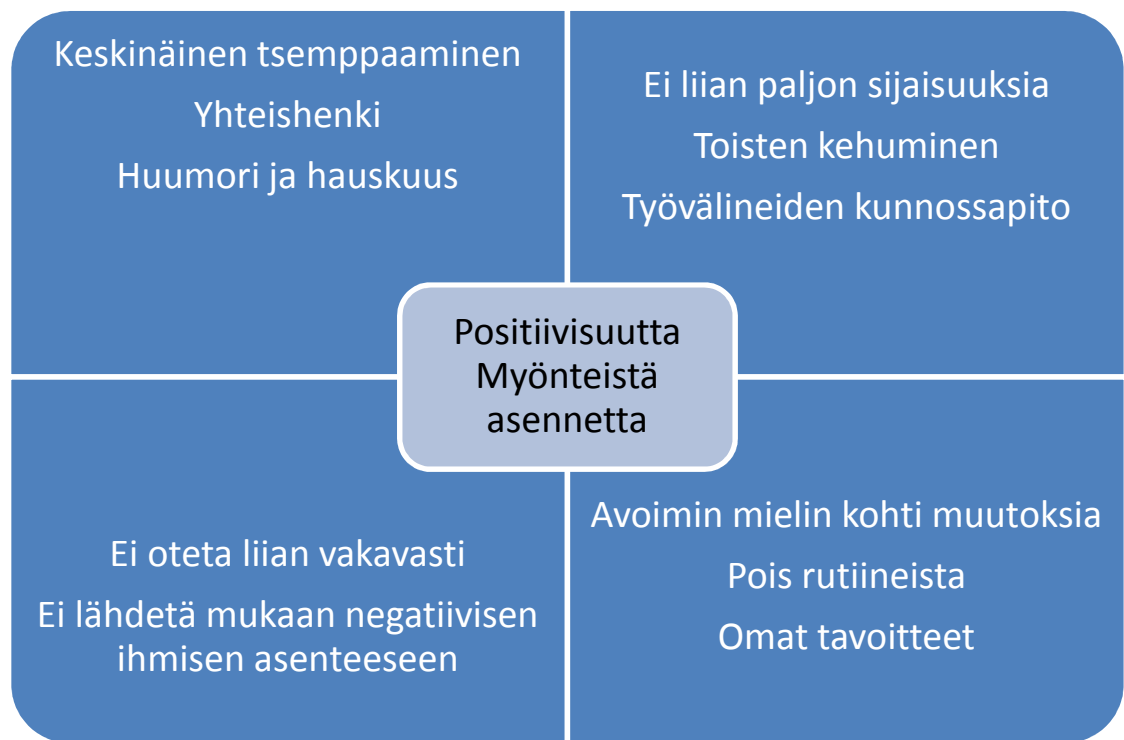 Keskinäinen tsemppaaminen
Yhteishenki
Huumori ja hauskuus
Ei liian paljon sijaisuuksia
Toisten kehuminen
Työvälineiden kunnossapito
Positiivisuutta
Myönteistä
asennetta
Ei oteta liian vakavasti
Ei lähdetä mukaan negatiivisen
ihmisen asenteeseen
Avoimin mielin kohti muutoksia
Pois rutiineista
Omat tavoitteet